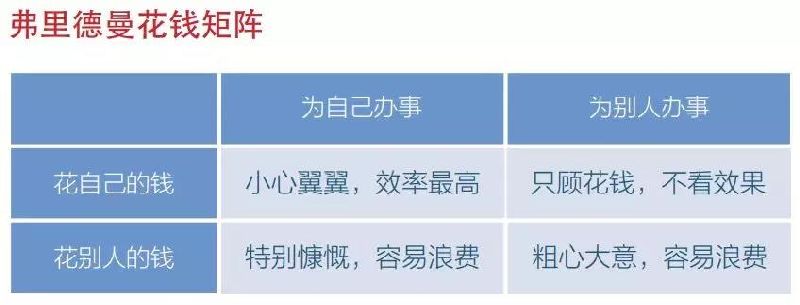 弗里德曼花钱矩阵
为自己办事 为别人办事
花自己的钱 小心翼翼，效率最高 只顾花钱，不看效果
花别人的钱 特别慷慨，容易浪费 粗心大意，容易浪费